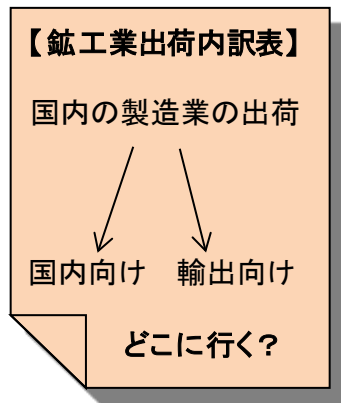 【鉱工業出荷内訳表】
国内の製造業の出荷
国内向け　輸出向け
どこに行く？